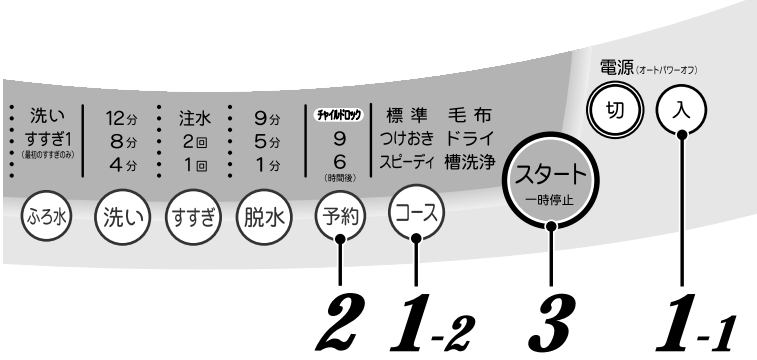 電源(オートパワーオフ)
切 入
洗い
すすぎ1
(最初のすすぎのみ)
12分
8分
4分
注水
2回
1回
9分
5分
1分
チャイルドロック
9
6
(時間後)
標準 毛布
つけおき ドライ
スピーディ 槽洗浄
スタート
一時停止
ふろ水 洗い すすぎ 脱水 予約 コース
2 1-2 3 1-1